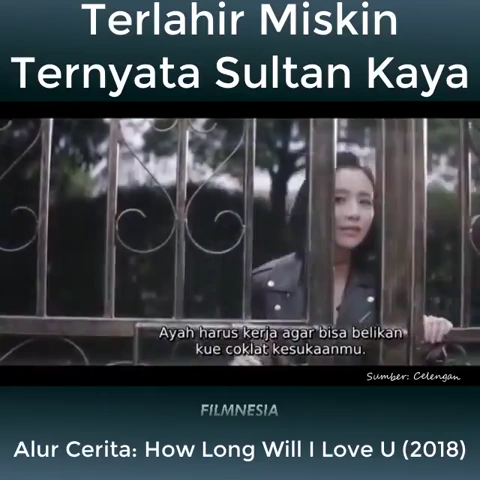 Terlahir Miskin
Ternyata Sultan Kaya
Ayah harus kerja agar bisa belikan
kue coklat kesukaanmu.
Sumber: Celengan
FILMNESIA
Alur Cerita: How Long Will I Love U (2018)